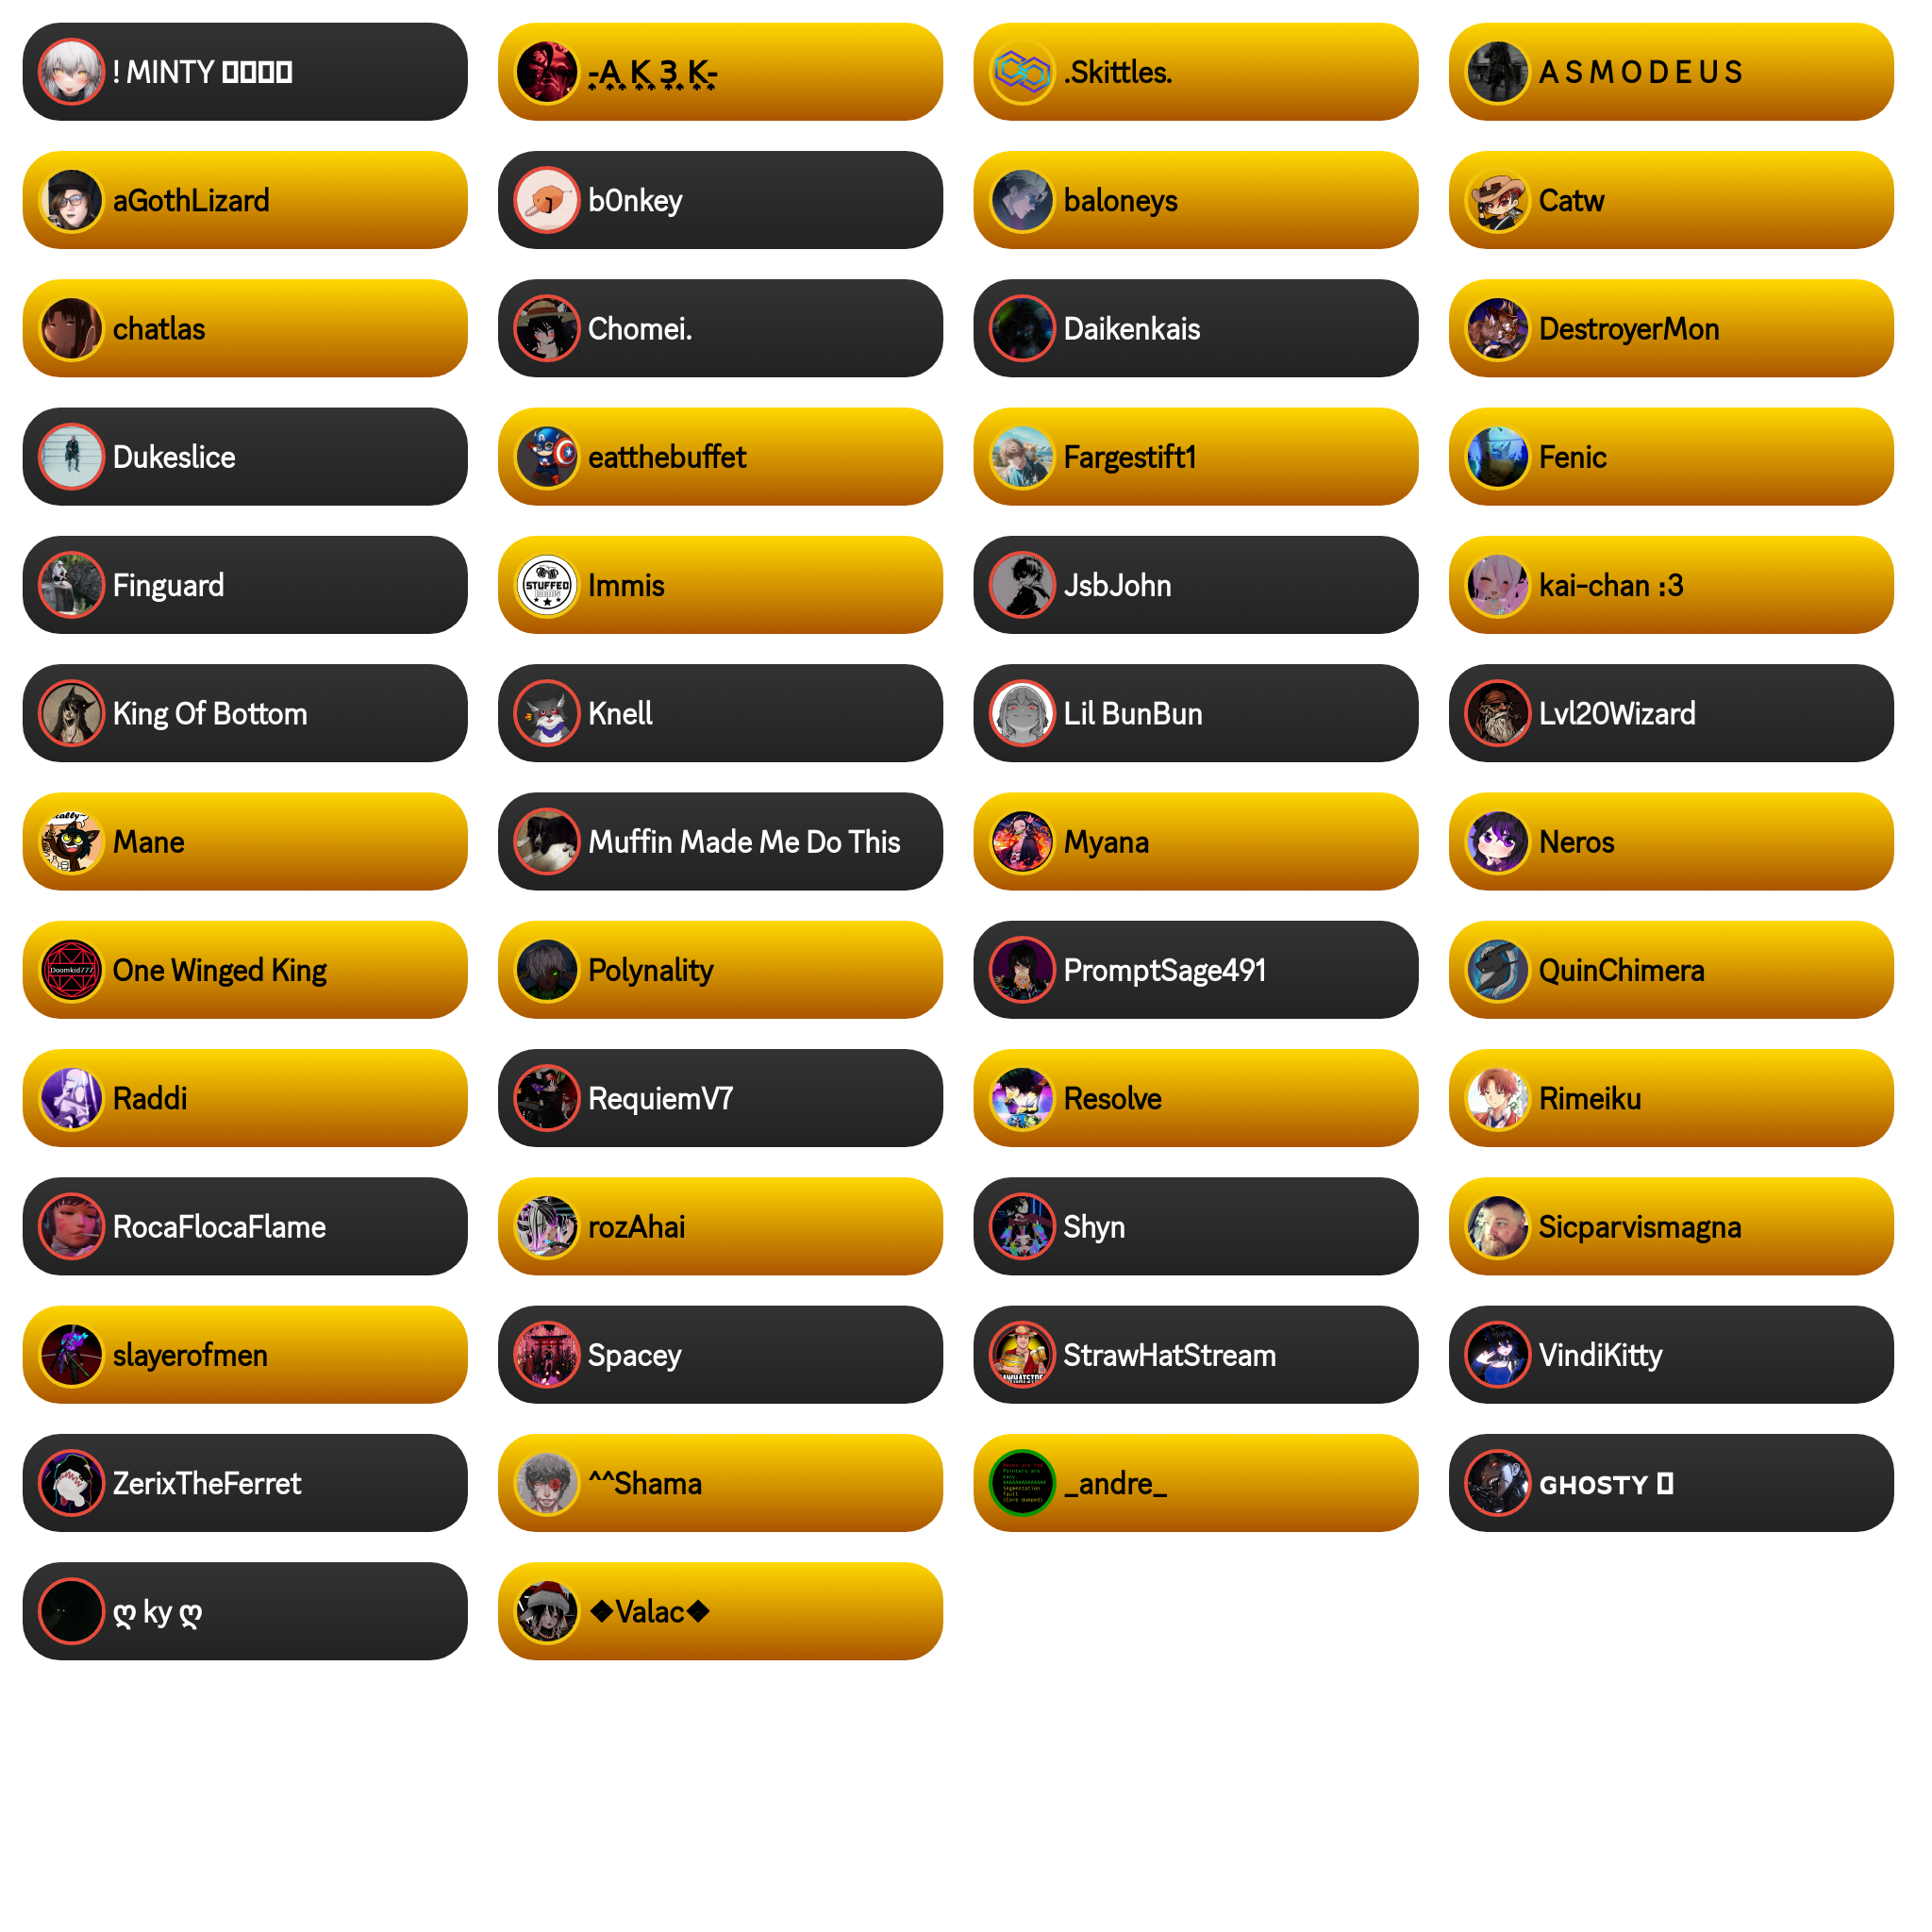 ! MINTY
-A K 3 K-
.Skittles.
A S M O D E U S
aGothLizard
b0nkey
baloneys
Catw
chatlas
Chomei.
Daikenkais
DestroyerMon
Dukeslice
eatthebuffet
Fargestift1
Fenic
Finguard
STUFFED
Immis
JsbJohn
kai-chan :3
King Of Bottom
Knell
Lil BunBun
Lvl20Wizard
Mane
Muffin Made Me Do This
Myana
Neros
Doomkid777
One Winged King
Polynality
PromptSage491
QuinChimera
Raddi
RequiemV7
Resolve
Rimeiku
RocaFlocaFlame
rozAhai
Shyn
Sicparvismagna
slayerofmen
Spacey
StrawHatStream
VindiKitty
ZerixTheFerret
^^Shama
_andre_
ɢʜᴏsᴛʏ
ღ ky ღ
❖Valac❖